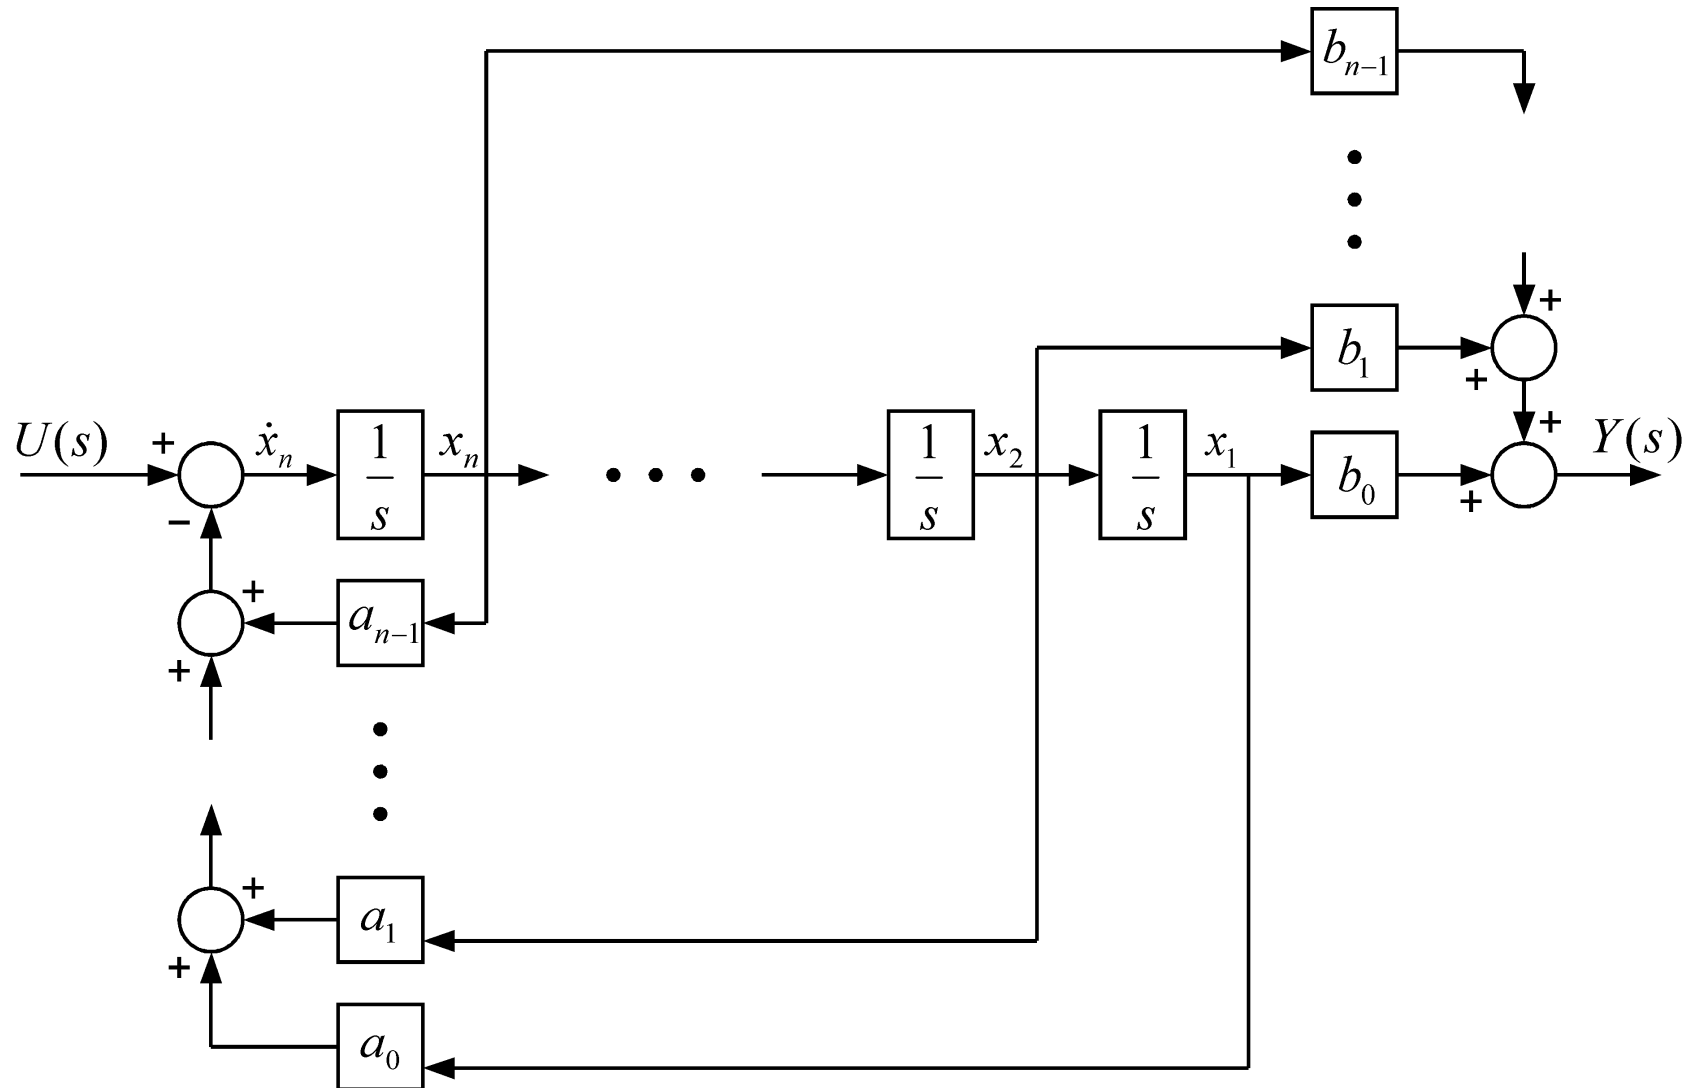 b_{n−1}
+
b_1
+
U(s) + ẋ_n 1/s x_n 1/s x_2 1/s x_1 b_0 + Y(s)
− +
+ a_{n−1}
+
+ a_1
+
a_0